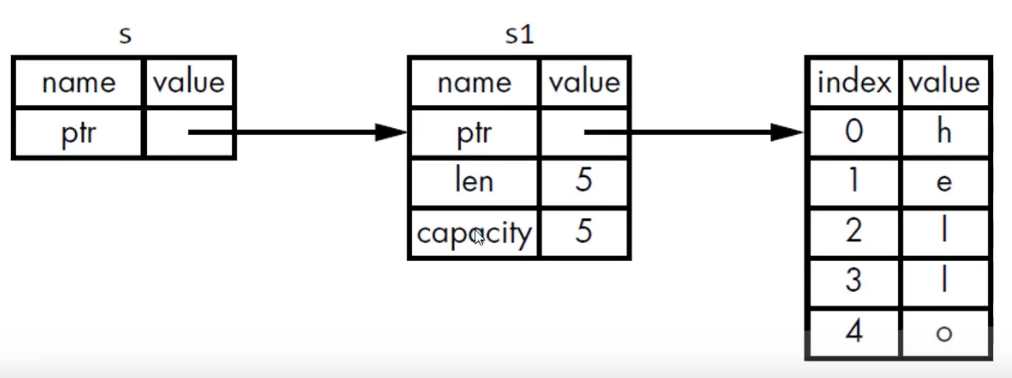 s
name value
ptr
s1
name value
ptr
len 5
capacity 5
index value
0 h
1 e
2 l
3 l
4 o